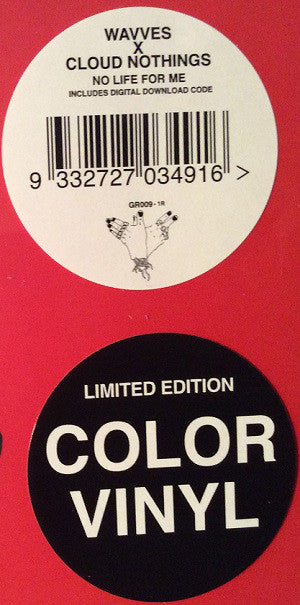 WAVVES
X
CLOUD NOTHINGS
NO LIFE FOR ME
INCLUDES DIGITAL DOWNLOAD CODE
9 332727 034916 >
GR009-1R
LIMITED EDITION
COLOR
VINYL